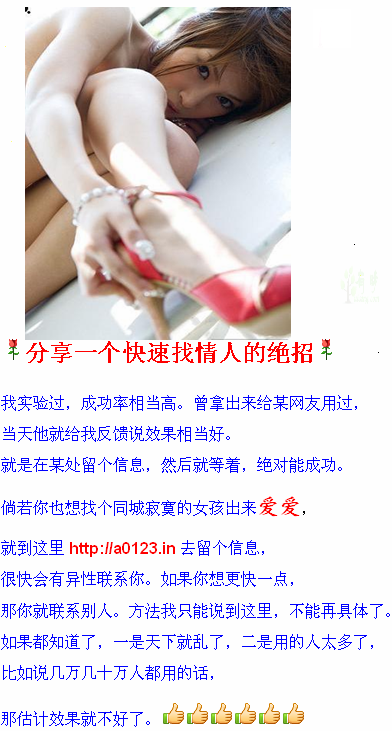 分享一个快速找情人的绝招
我实验过，成功率相当高。曾拿出来给某网友用过，
当天他就给我反馈说效果相当好。
就是在某处留个信息，然后就等着，绝对能成功。
倘若你也想找个同城寂寞的女孩出来爱爱，
就到这里 http://a0123.in 去留个信息，
很快会有异性联系你。如果你想更快一点，
那你就联系别人。方法我只能说到这里，不能再具体了。
如果都知道了，一是天下就乱了，二是用的人太多了，
比如说几万几十万人都用的话，
那估计效果就不好了。